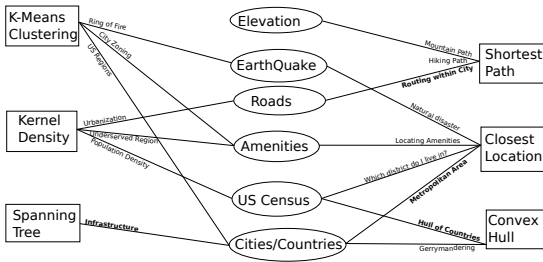 K-Means
Clustering
Kernel
Density
Spanning
Tree
Ring of Fire
City Zoning
US Regions
Urbanization
Underserved Region
Population Density
Infrastructure
Elevation
EarthQuake
Roads
Amenities
US Census
Cities/Countries
Mountain Path
Hiking Path
Routing within City
Natural disaster
Locating Amenities
Which district do I live in?
Metropolitan Area
Hull of Countries
Gerrymandering
Shortest
Path
Closest
Location
Convex
Hull